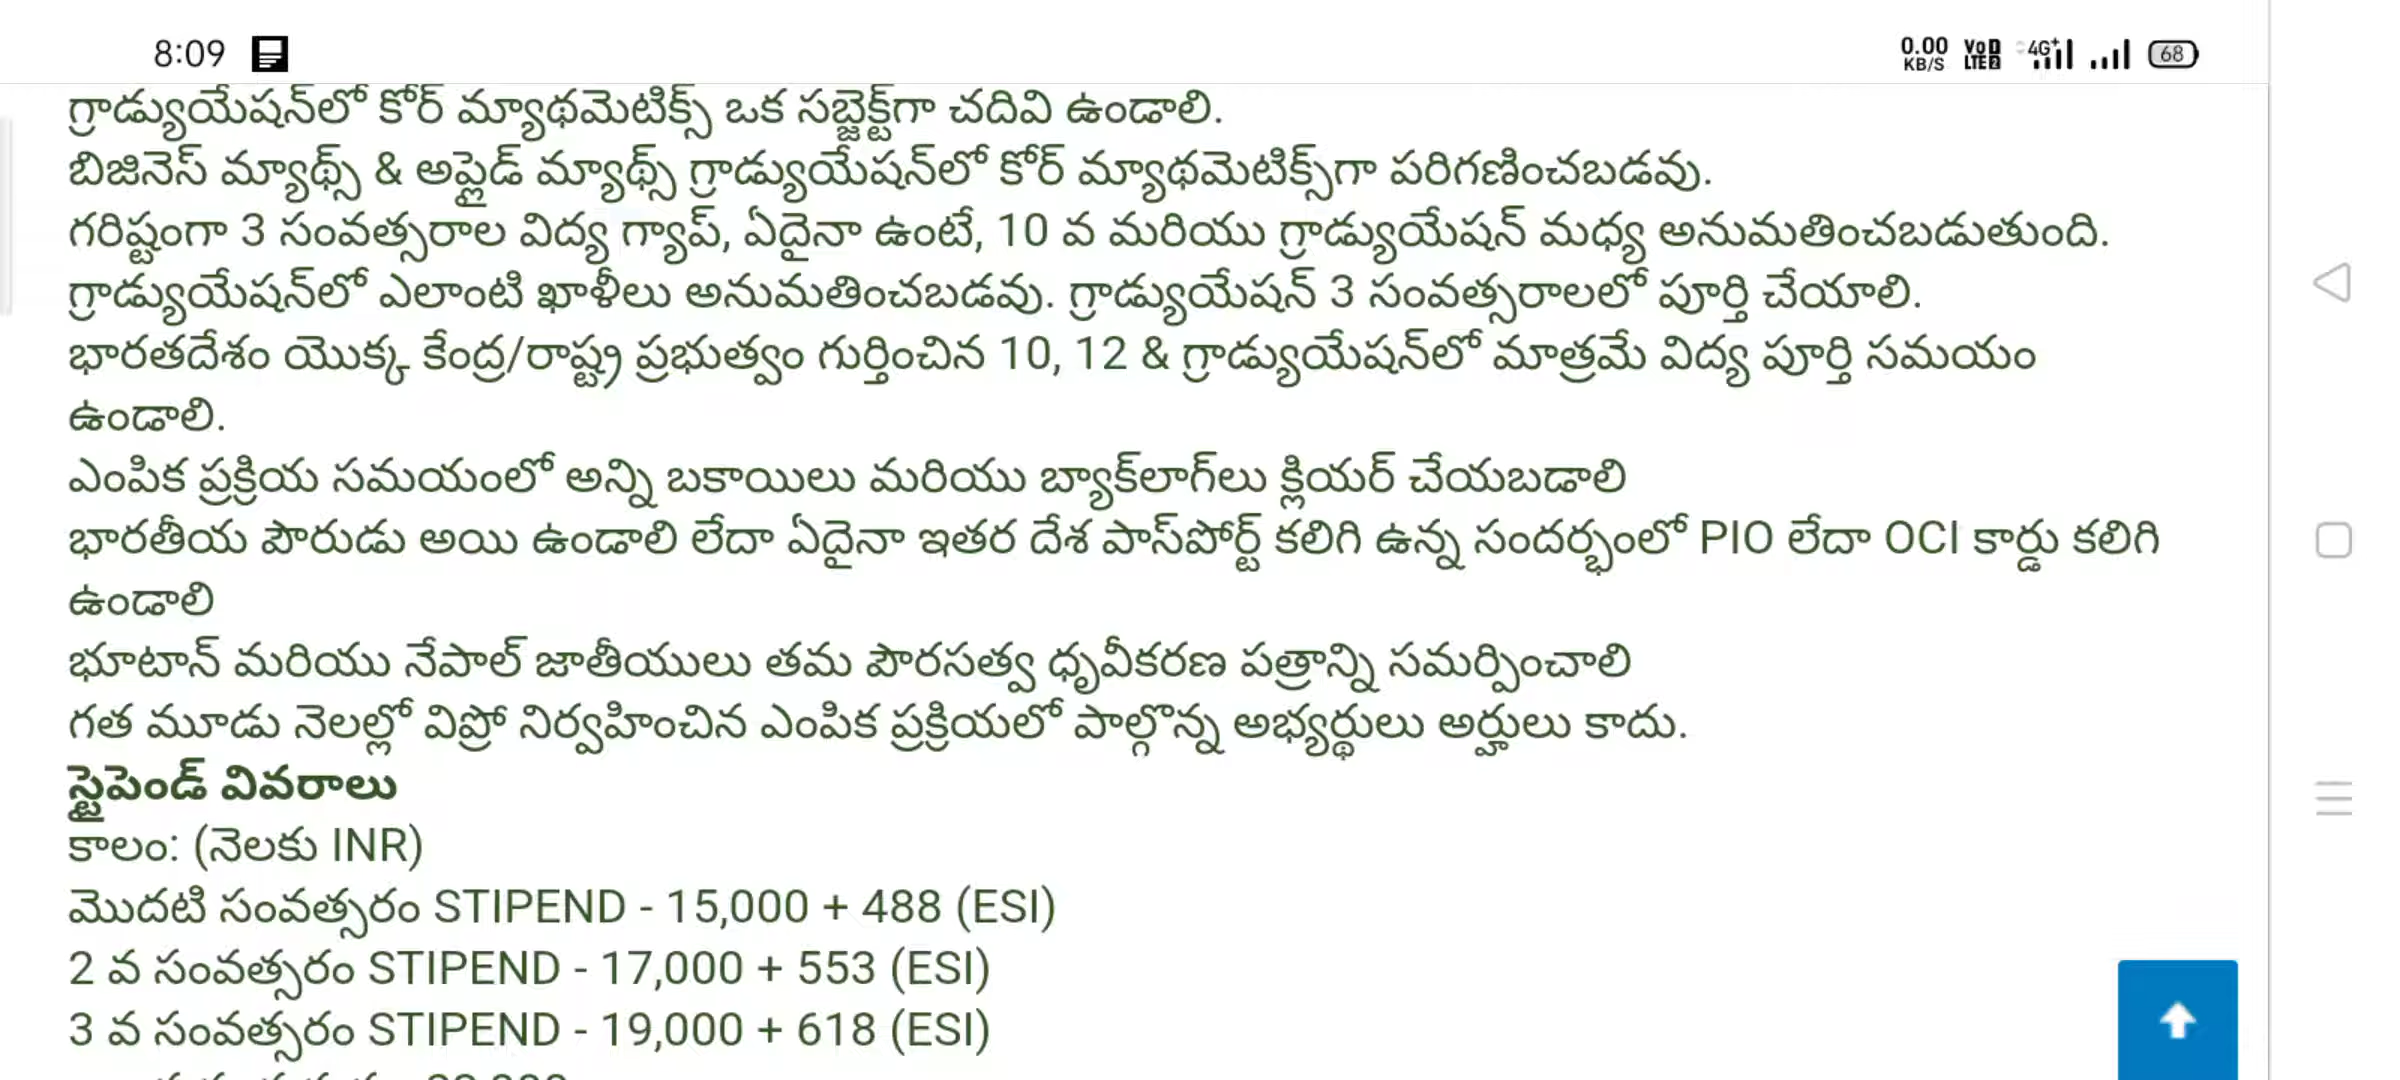 8:09
0.00 KB/S VoD LTE2 4G+ 68
గ్రాడ్యుయేషన్‌లో కోర్ మ్యాథమెటిక్స్ ఒక సబ్జెక్ట్‌గా చదివి ఉండాలి.
బిజినెస్ మ్యాథ్స్ & అప్లైడ్ మ్యాథ్స్ గ్రాడ్యుయేషన్‌లో కోర్ మ్యాథమెటిక్స్‌గా పరిగణించబడవు.
గరిష్టంగా 3 సంవత్సరాల విద్య గ్యాప్, ఏదైనా ఉంటే, 10 వ మరియు గ్రాడ్యుయేషన్ మధ్య అనుమతించబడుతుంది.
గ్రాడ్యుయేషన్‌లో ఎలాంటి ఖాళీలు అనుమతించబడవు. గ్రాడ్యుయేషన్ 3 సంవత్సరాలలో పూర్తి చేయాలి.
భారతదేశం యొక్క కేంద్ర/రాష్ట్ర ప్రభుత్వం గుర్తించిన 10, 12 & గ్రాడ్యుయేషన్‌లో మాత్రమే విద్య పూర్తి సమయం
ఉండాలి.
ఎంపిక ప్రక్రియ సమయంలో అన్ని బకాయిలు మరియు బ్యాక్‌లాగ్‌లు క్లియర్ చేయబడాలి
భారతీయ పౌరుడు అయి ఉండాలి లేదా ఏదైనా ఇతర దేశ పాస్‌పోర్ట్ కలిగి ఉన్న సందర్భంలో PIO లేదా OCI కార్డు కలిగి
ఉండాలి
భూటాన్ మరియు నేపాల్ జాతీయులు తమ పౌరసత్వ ధృవీకరణ పత్రాన్ని సమర్పించాలి
గత మూడు నెలల్లో విప్రో నిర్వహించిన ఎంపిక ప్రక్రియలో పాల్గొన్న అభ్యర్థులు అర్హులు కాదు.
స్టైపెండ్ వివరాలు
కాలం: (నెలకు INR)
మొదటి సంవత్సరం STIPEND - 15,000 + 488 (ESI)
2 వ సంవత్సరం STIPEND - 17,000 + 553 (ESI)
3 వ సంవత్సరం STIPEND - 19,000 + 618 (ESI)